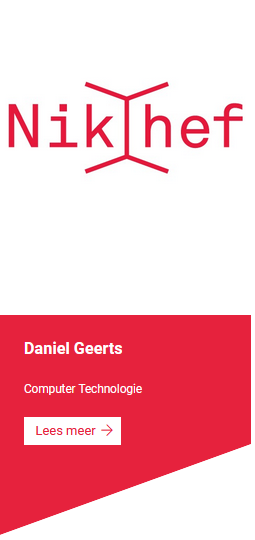 Nikhef
Daniel Geerts
Computer Technologie
Lees meer